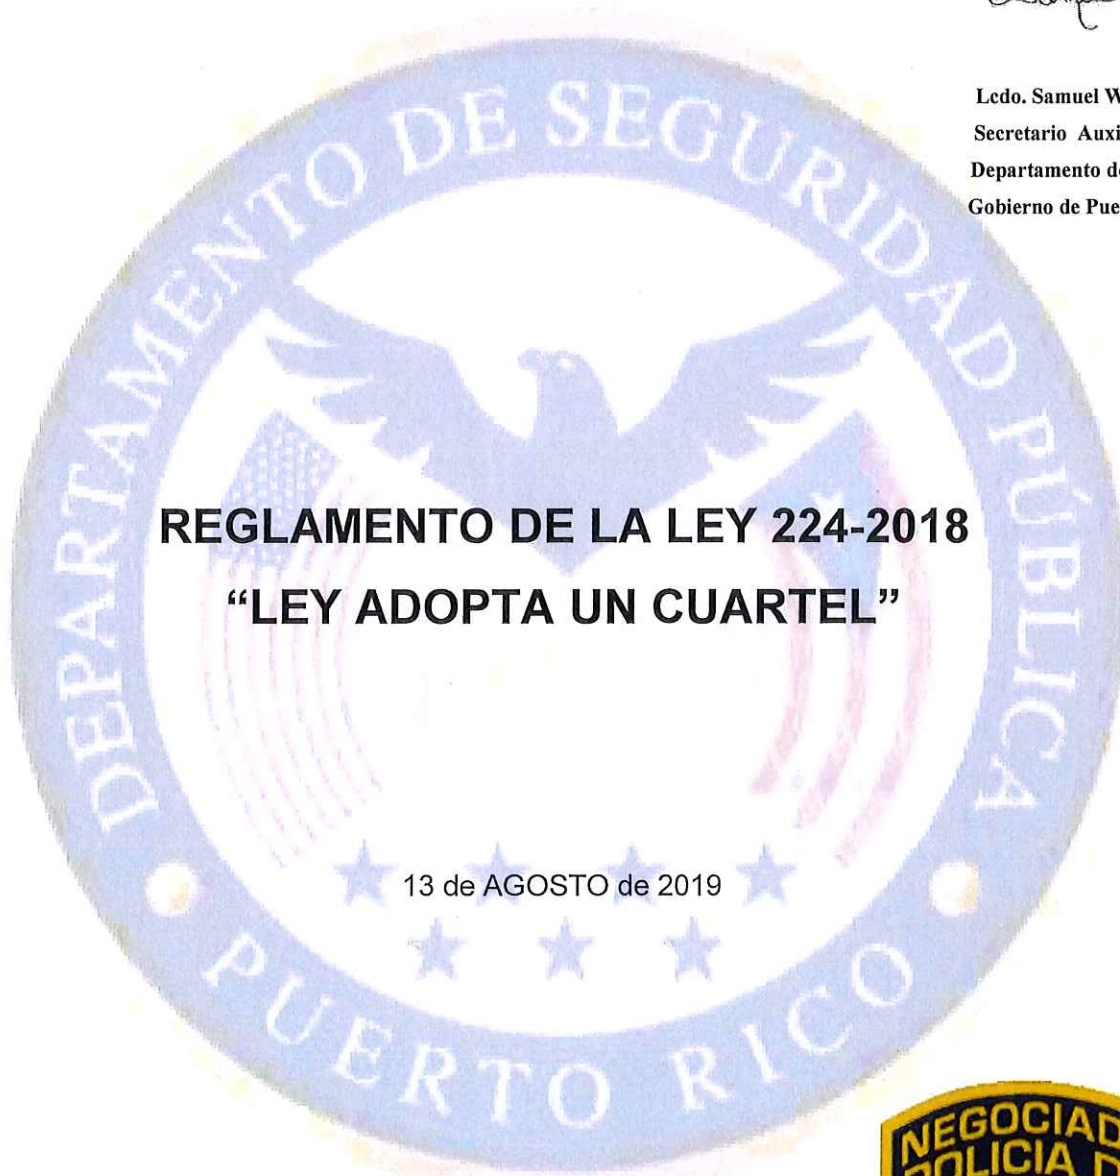 Lcdo. Samuel W
Secretario Auxi
Departamento d
Gobierno de Pue
DEPARTAMENTO DE SEGURIDAD PÚBLICA
REGLAMENTO DE LA LEY 224-2018
“LEY ADOPTA UN CUARTEL”
13 de AGOSTO de 2019
PUERTO RICO
NEGOCIAD
POLICIA D